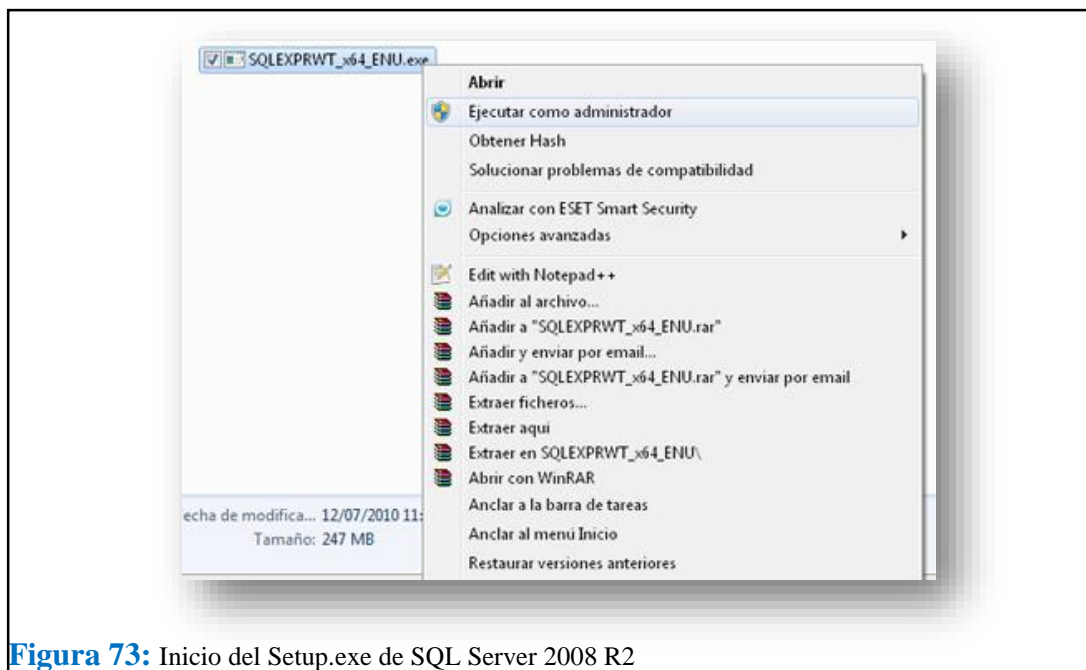 SQLEXPRWT_x64_ENU.exe
Abrir
Ejecutar como administrador
Obtener Hash
Solucionar problemas de compatibilidad
Analizar con ESET Smart Security
Opciones avanzadas
Edit with Notepad++
Añadir al archivo...
Añadir a "SQLEXPRWT_x64_ENU.rar"
Añadir y enviar por email...
Añadir a "SQLEXPRWT_x64_ENU.rar" y enviar por email
Extraer ficheros...
Extraer aquí
Extraer en SQLEXPRWT_x64_ENU\
Abrir con WinRAR
Anclar a la barra de tareas
echa de modifica... 12/07/2010 11:
Anclar al menú Inicio
Tamaño: 247 MB
Restaurar versiones anteriores
Figura 73: Inicio del Setup.exe de SQL Server 2008 R2